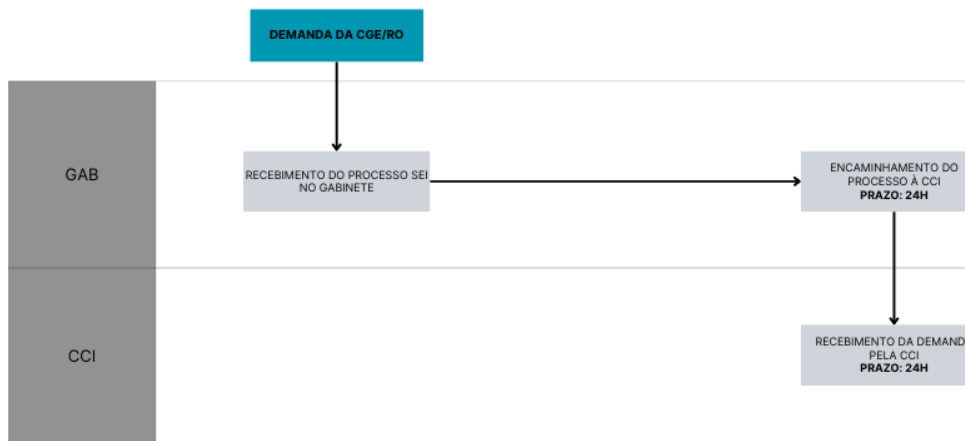 DEMANDA DA CGE/RO
GAB
RECEBIMENTO DO PROCESSO SEI
NO GABINETE
ENCAMINHAMENTO DO
PROCESSO À CCI
PRAZO: 24H
CCI
RECEBIMENTO DA DEMAND
PELA CCI
PRAZO: 24H